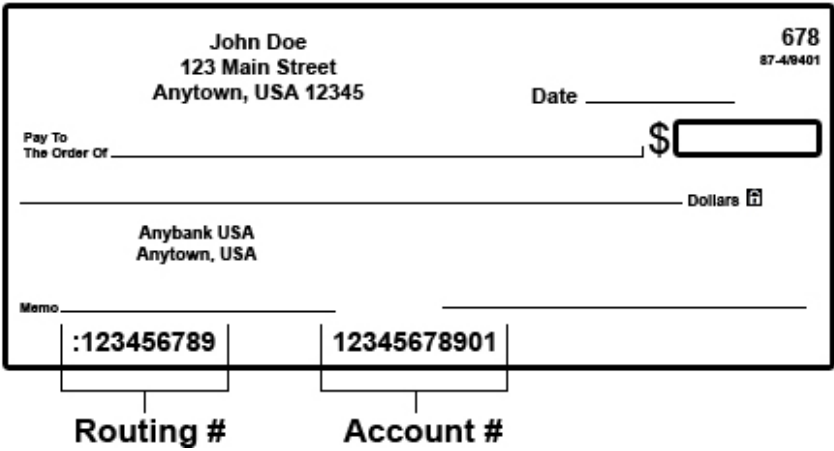 John Doe
678
123 Main Street
87-4/9401
Anytown, USA 12345
Date
Pay To
The Order Of
$
Dollars
Anybank USA
Anytown, USA
Memo
:123456789 12345678901
Routing # Account #